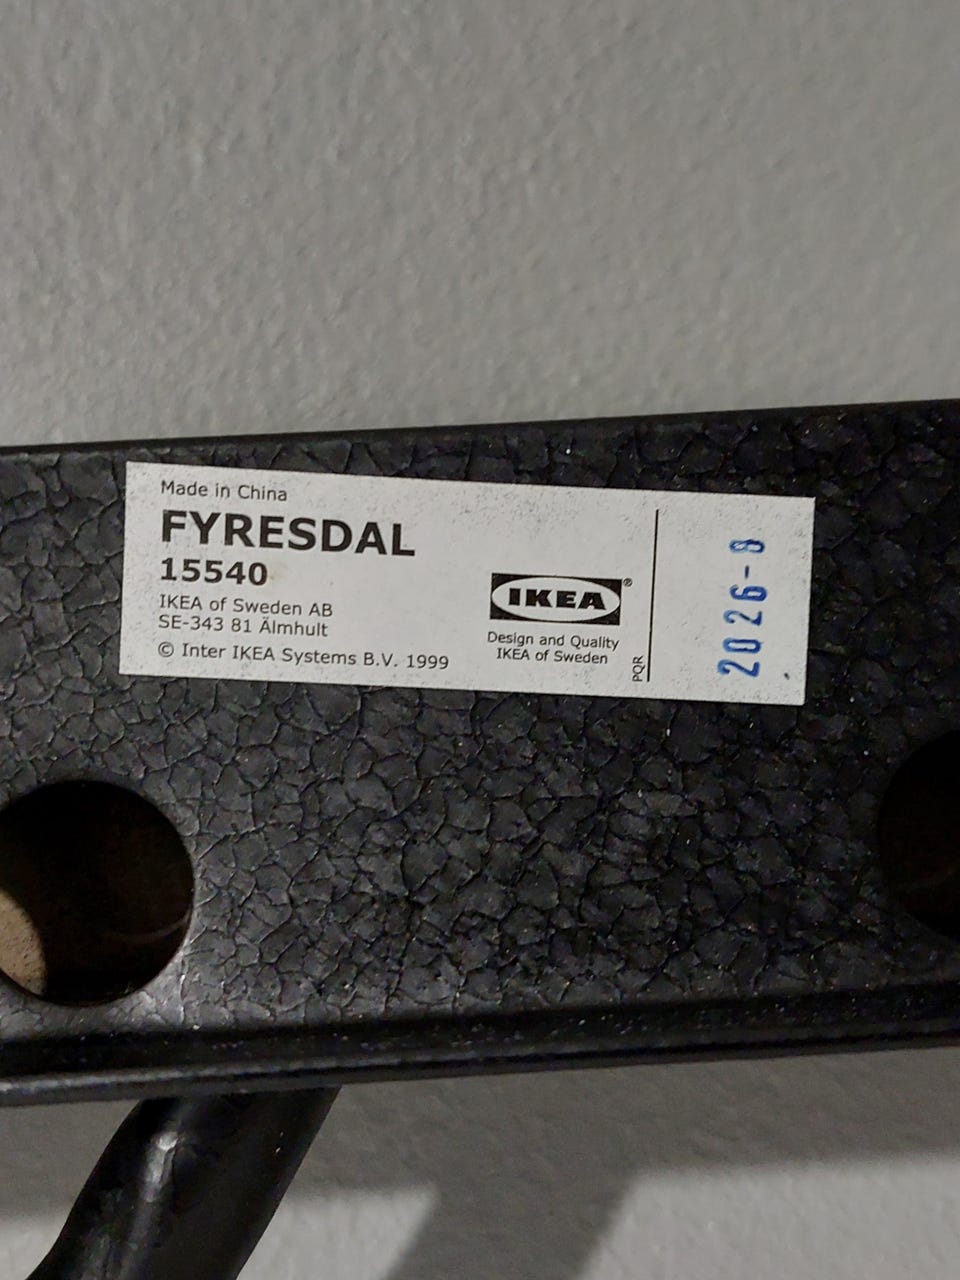 Made in China
FYRESDAL
15540
IKEA of Sweden AB
SE-343 81 Älmhult
© Inter IKEA Systems B.V. 1999
IKEA®
Design and Quality
IKEA of Sweden
PQR
2026-8